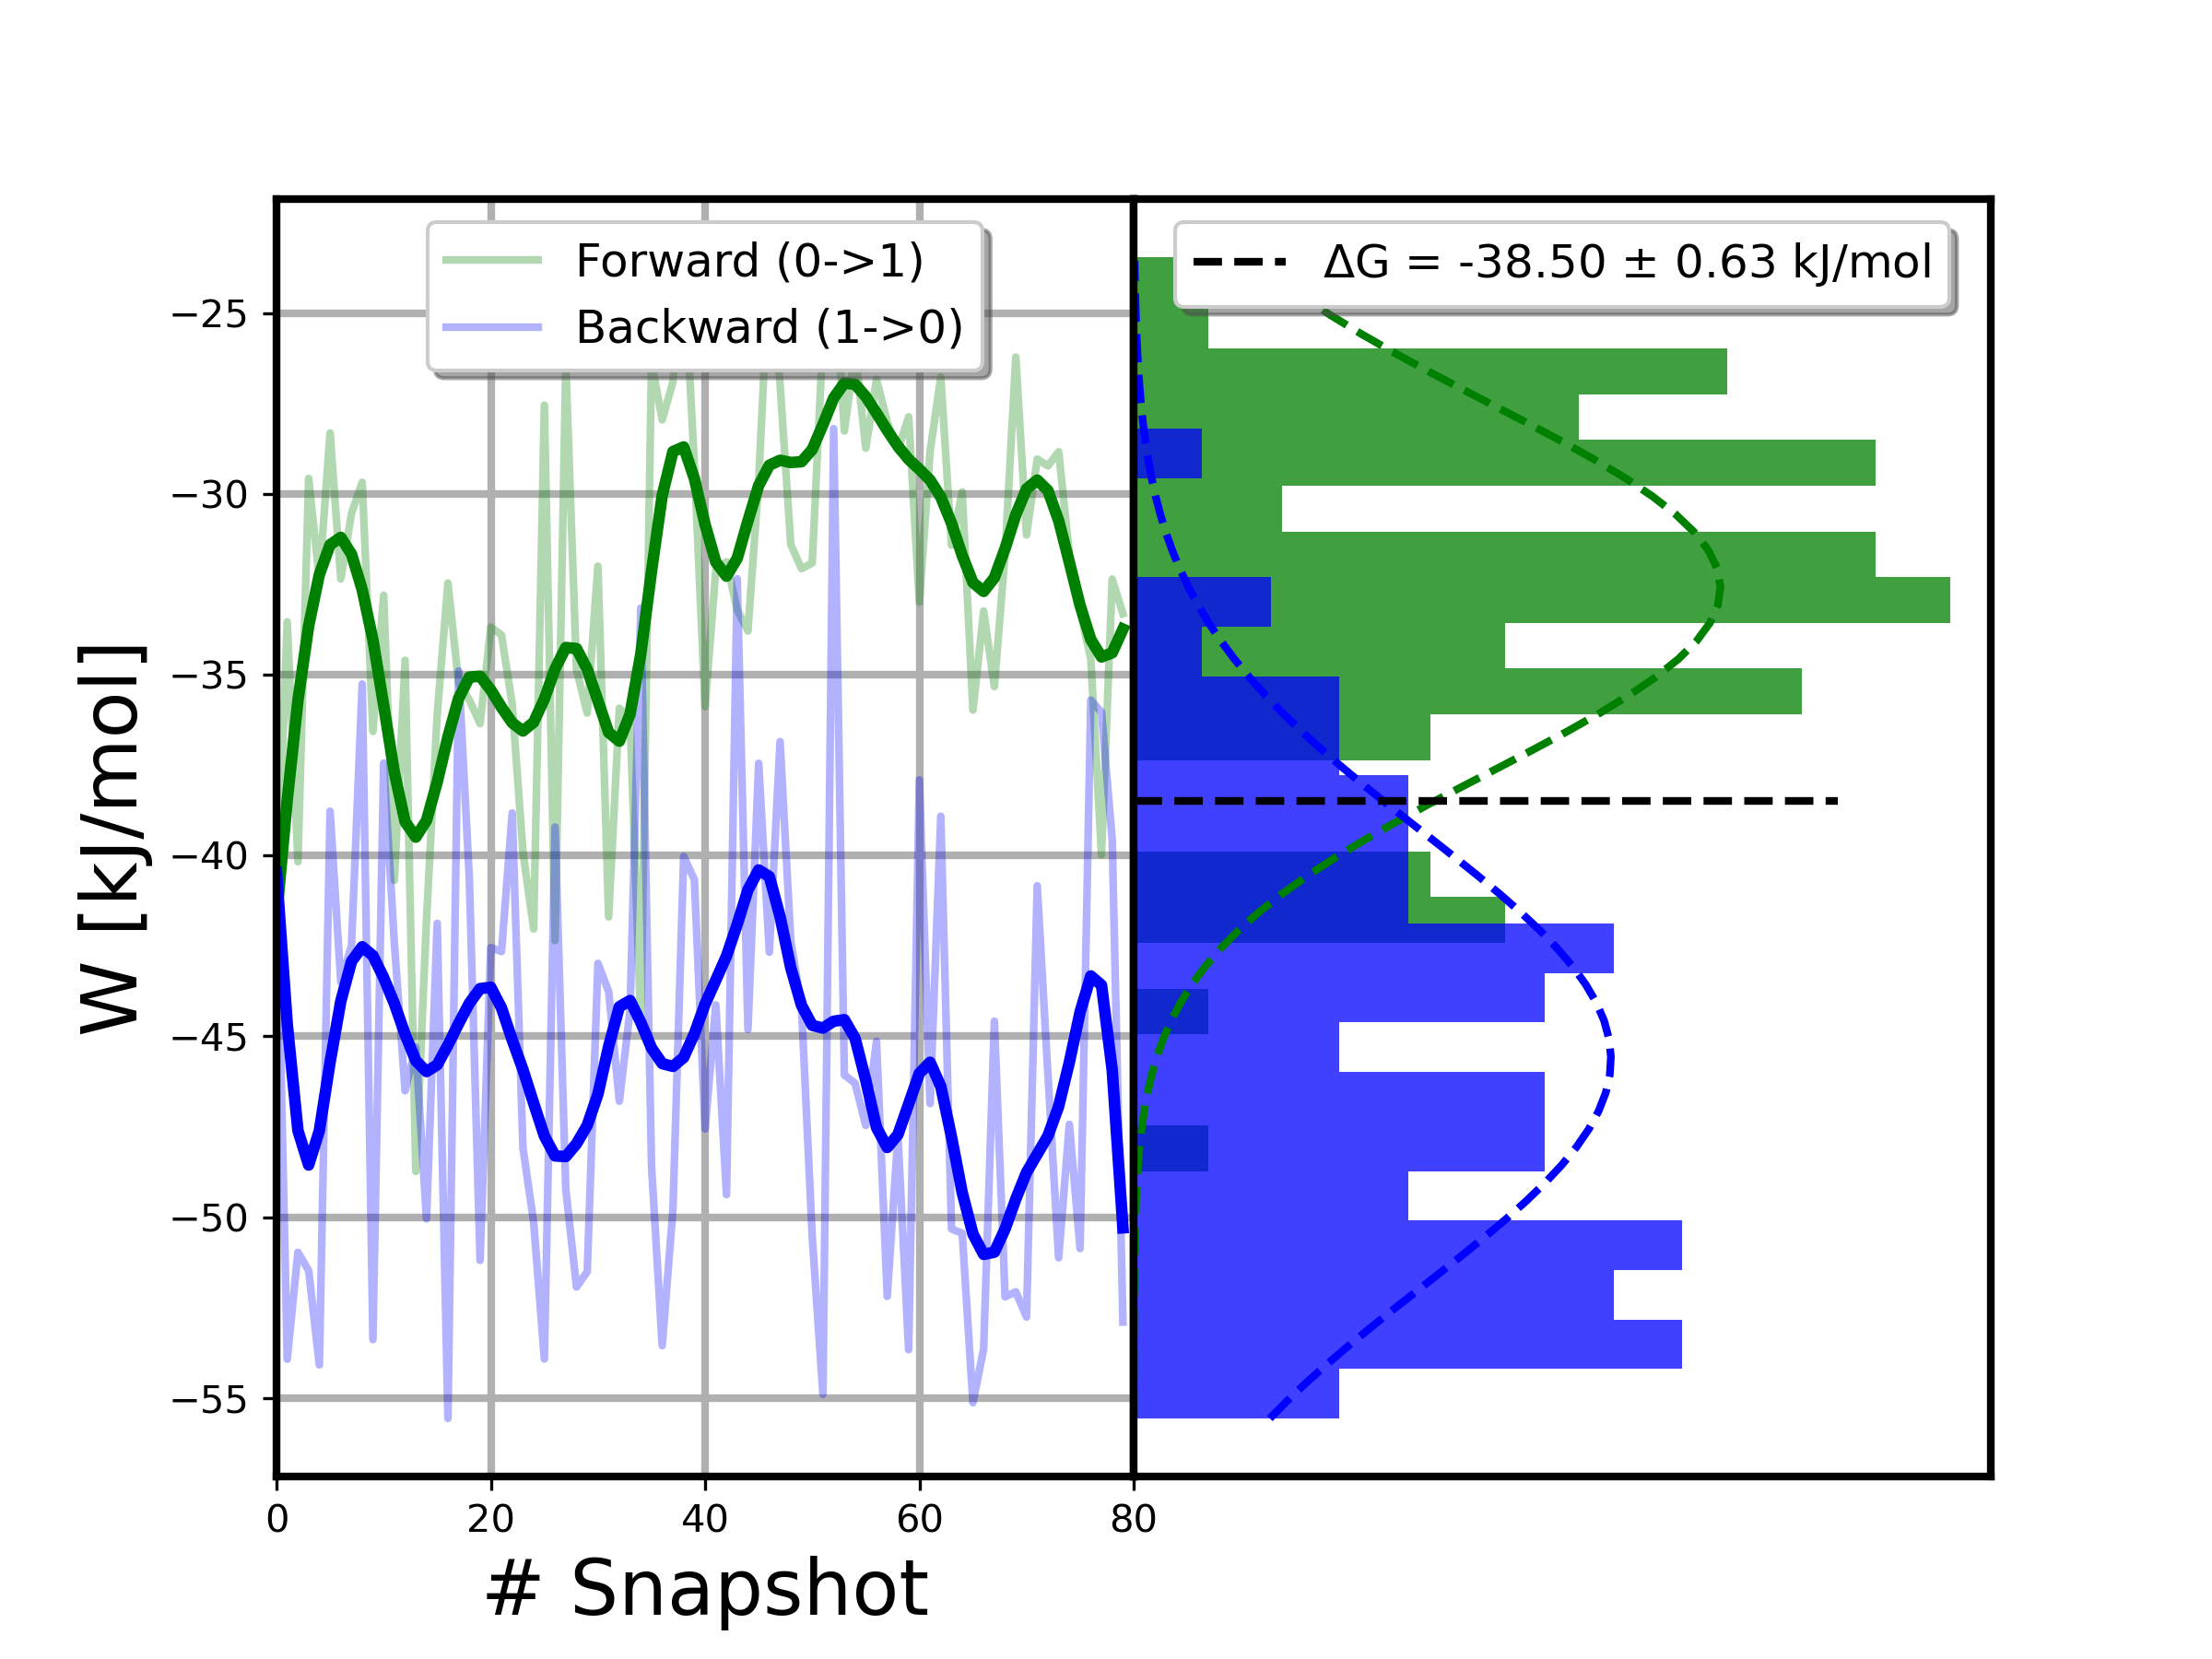 Forward (0->1)
Backward (1->0)
ΔG = -38.50 ± 0.63 kJ/mol
W [kJ/mol]
−25
−30
−35
−40
−45
−50
−55
0 20 40 60 80
# Snapshot